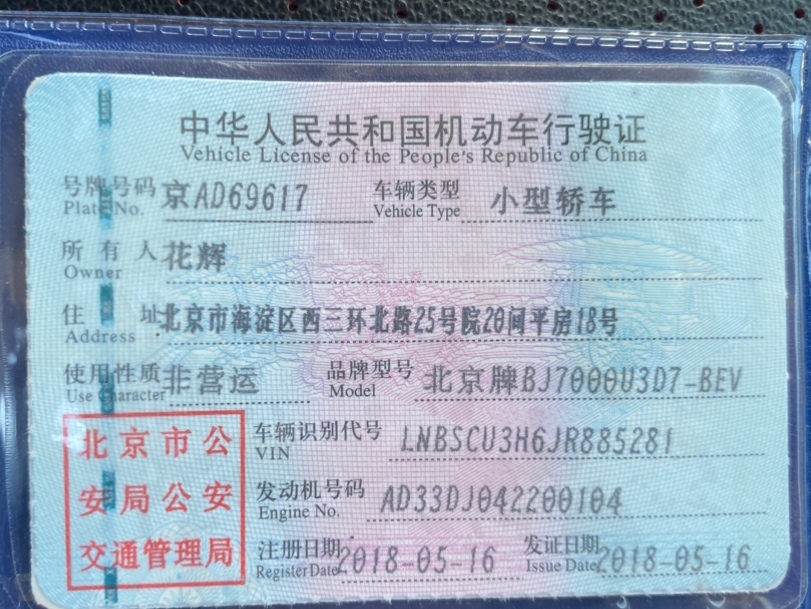 中华人民共和国机动车行驶证
Vehicle License of the People's Republic of China
号牌号码 京AD69617 车辆类型 小型轿车
Plate No. Vehicle Type
所有人 花辉
Owner
住址 北京市海淀区西三环北路25号院20间平房18号
Address
使用性质 非营运 品牌型号 北京牌BJ7000U3D7-BEV
Use Character Model
北京市公 车辆识别代号 LNBSCU3H6JR885281
VIN
安局公安 发动机号码 AD33DJ042200104
Engine No.
交通管理局 注册日期 2018-05-16 发证日期 2018-05-16
Register Date Issue Date